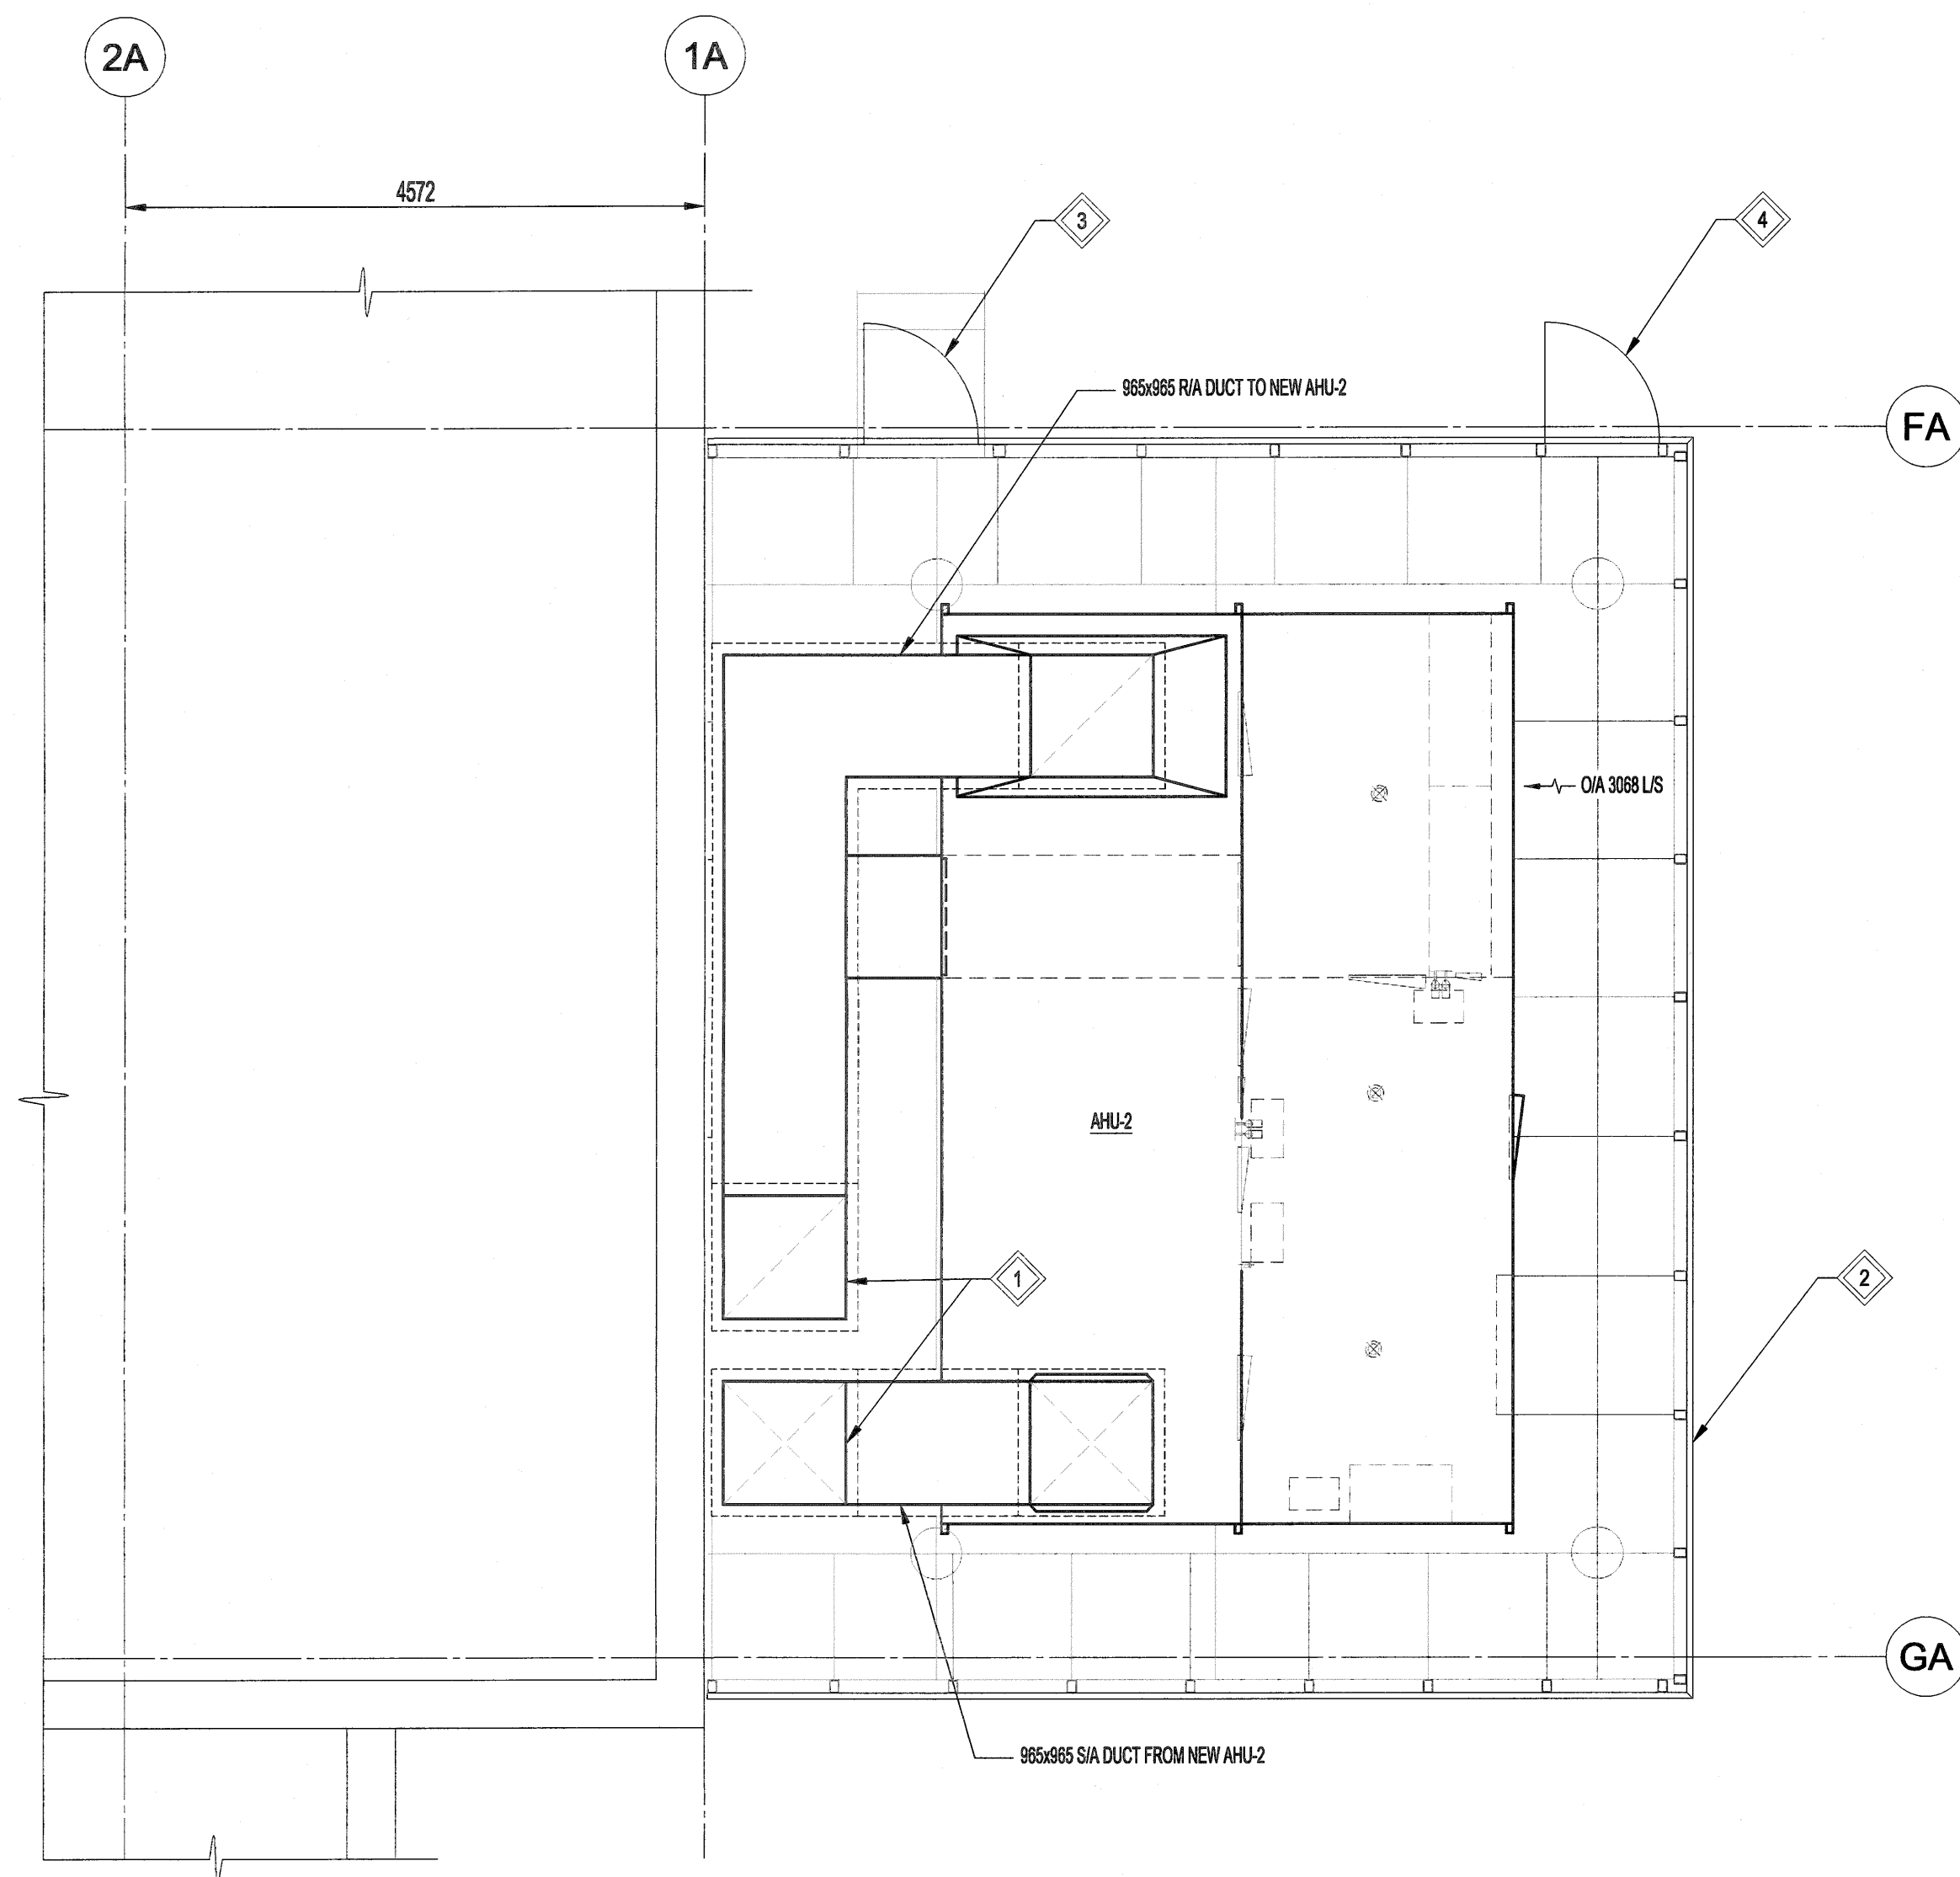 2A
1A
4572
3
4
965x965 R/A DUCT TO NEW AHU-2
FA
O/A 3068 L/S
AHU-2
1
2
GA
965x965 S/A DUCT FROM NEW AHU-2